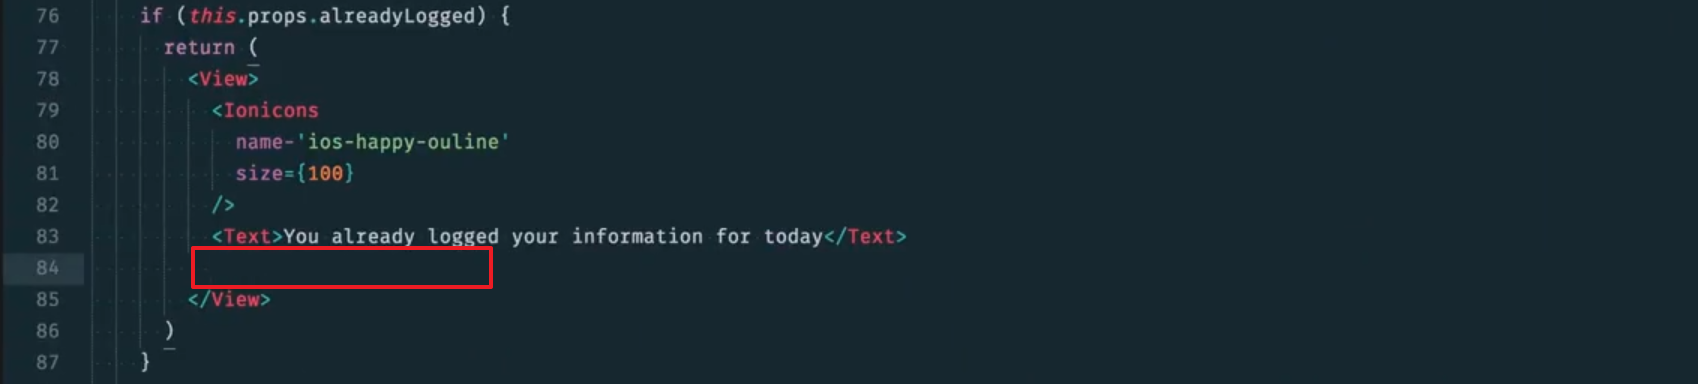 76 if (this.props.alreadyLogged) {
77 return (
78 <View>
79 <Ionicons
80 name-'ios-happy-ouline'
81 size={100}
82 />
83 <Text>You already logged your information for today</Text>
84
85 </View>
86 )
87 }